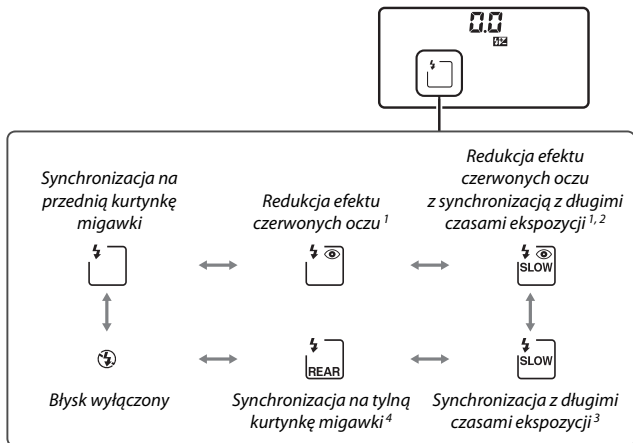 0.0
Synchronizacja na
przednią kurtynkę
migawki
Redukcja efektu
czerwonych oczu 1
Redukcja efektu
czerwonych oczu
z synchronizacją z długimi
czasami ekspozycji 1, 2
SLOW
REAR
SLOW
Błysk wyłączony
Synchronizacja na tylną
kurtynkę migawki 4
Synchronizacja z długimi
czasami ekspozycji 3